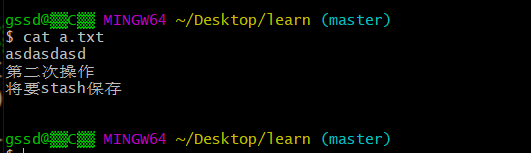 gssd@▒▒C▒▒ MINGW64 ~/Desktop/learn (master)
$ cat a.txt
asdasdasd
第二次操作
将要stash保存
gssd@▒▒C▒▒ MINGW64 ~/Desktop/learn (master)
$